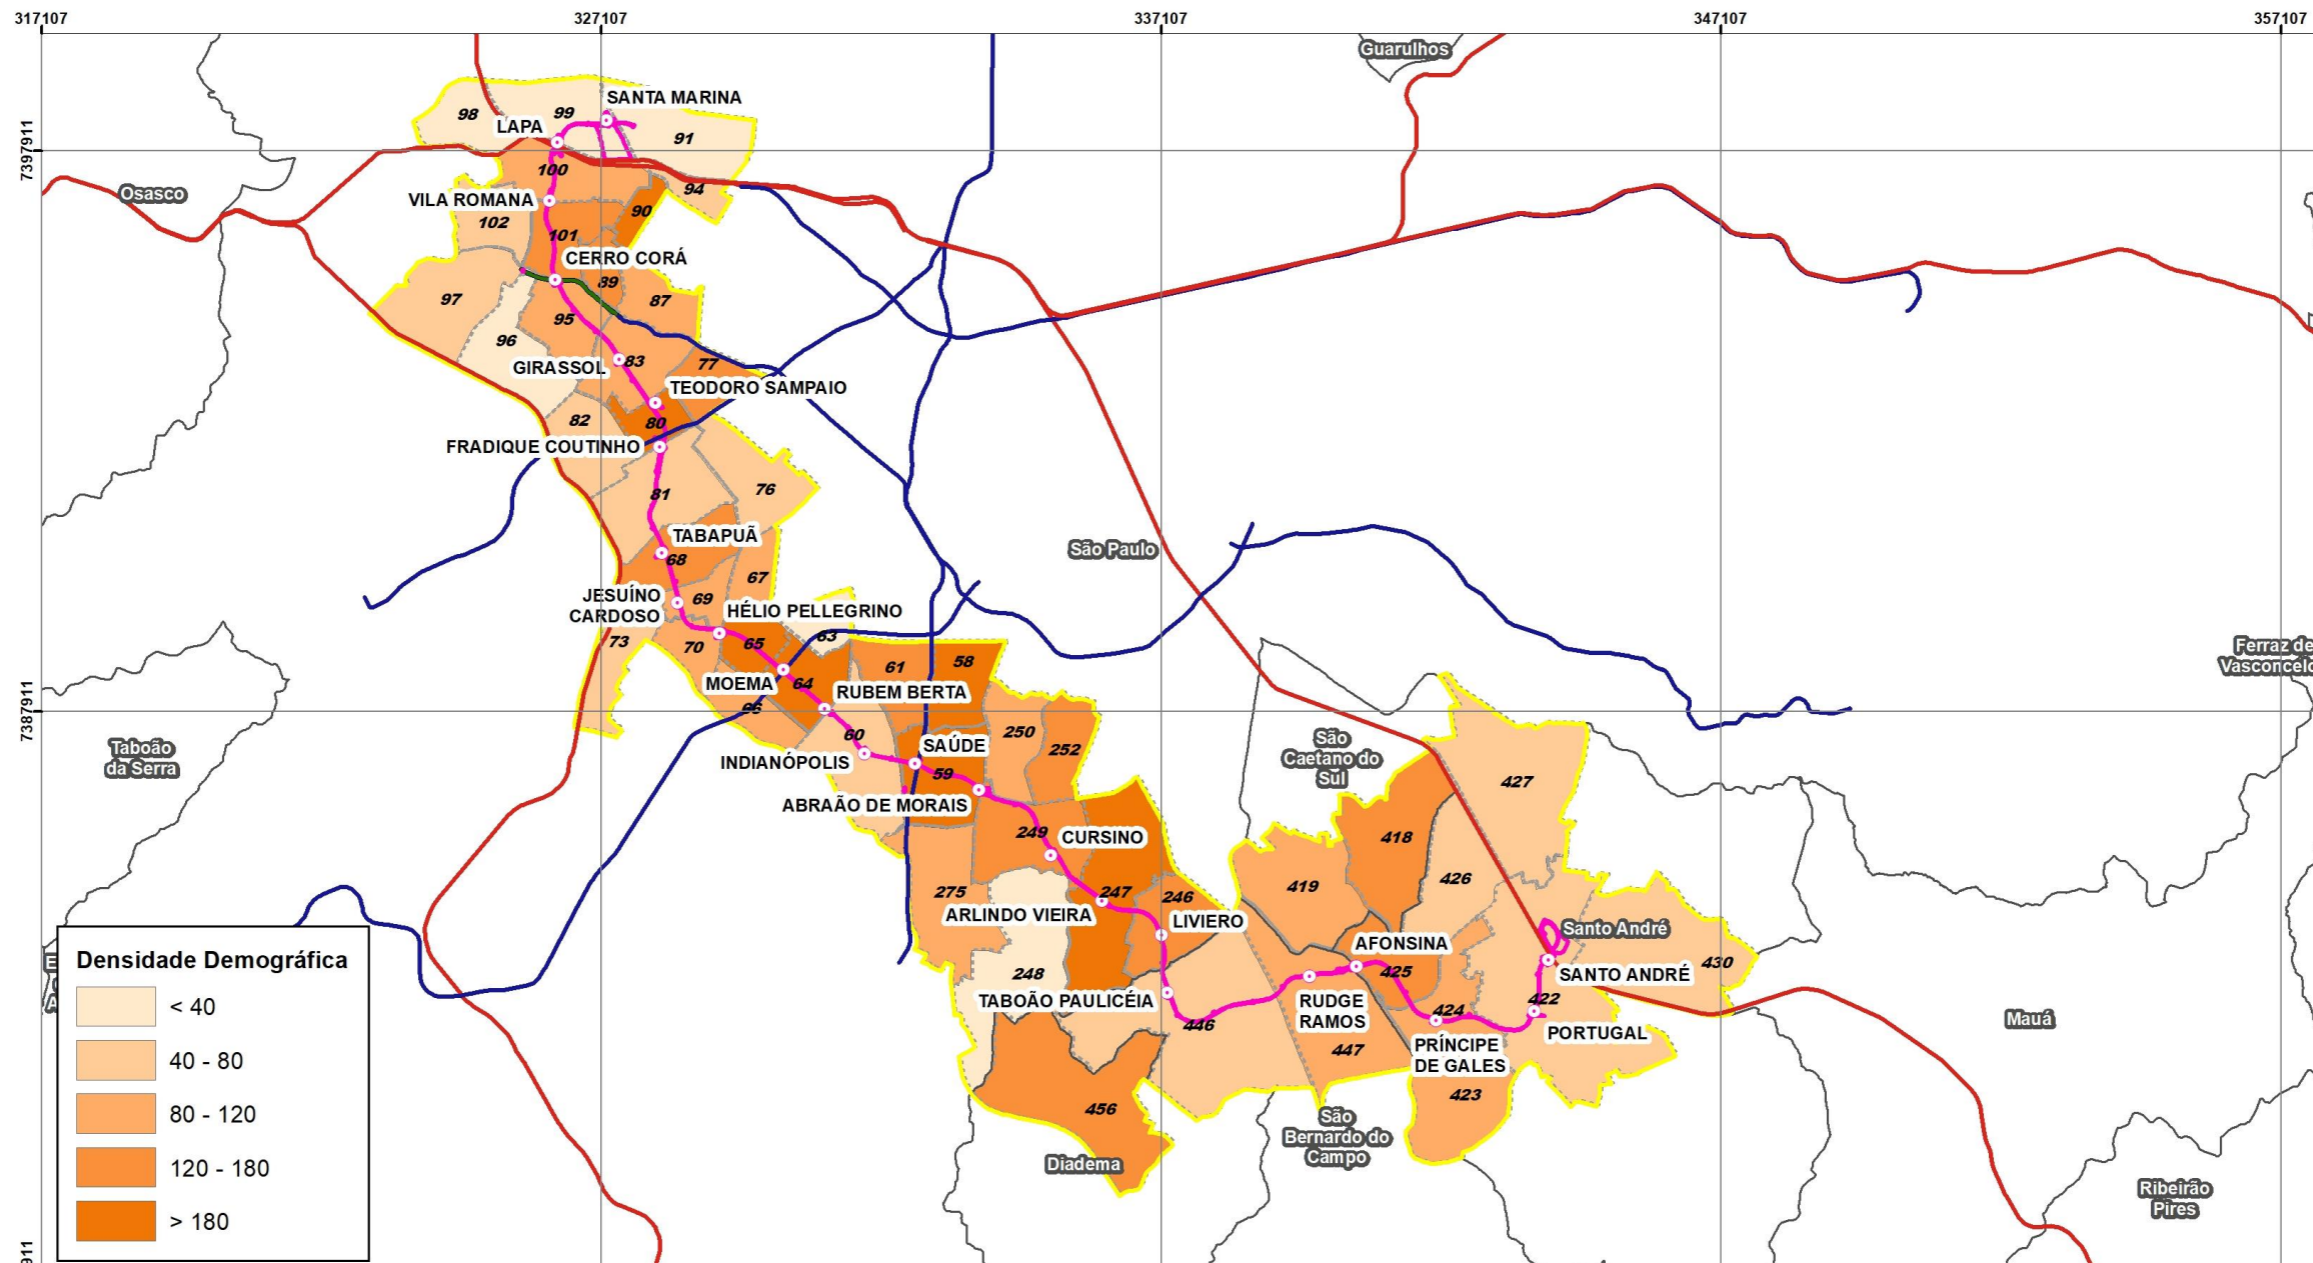 317107
327107
337107
347107
357107
Guarulhos
SANTA MARINA
98
99
LAPA
91
7397911
100
94
Osasco
VILA ROMANA
90
102
101
CERRO CORÁ
89
97
87
95
96
83
77
GIRASSOL
TEODORO SAMPAIO
82
80
FRADIQUE COUTINHO
81
76
TABAPUÃ
São Paulo
68
67
JESUÍNO
CARDOSO
69
HÉLIO PELLEGRINO
63
73
70
65
61
58
Ferraz de
Vasconcelo
MOEMA
64
RUBEM BERTA
7387911
66
60
250
252
SAÚDE
Taboão
da Serra
São
Caetano do
Sul
INDIANÓPOLIS
59
427
ABRAÃO DE MORAIS
249
CURSINO
418
275
247
246
419
426
ARLINDO VIEIRA
LIVIERO
Santo André
AFONSINA
248
425
SANTO ANDRÉ
430
TABOÃO PAULICÉIA
422
RUDGE
RAMOS
424
446
PORTUGAL
Mauá
447
PRÍNCIPE
DE GALES
423
456
São
Bernardo do
Campo
Diadema
Ribeirão
Pires
E
A
Densidade Demográfica
< 40
40 - 80
80 - 120
120 - 180
> 180
911